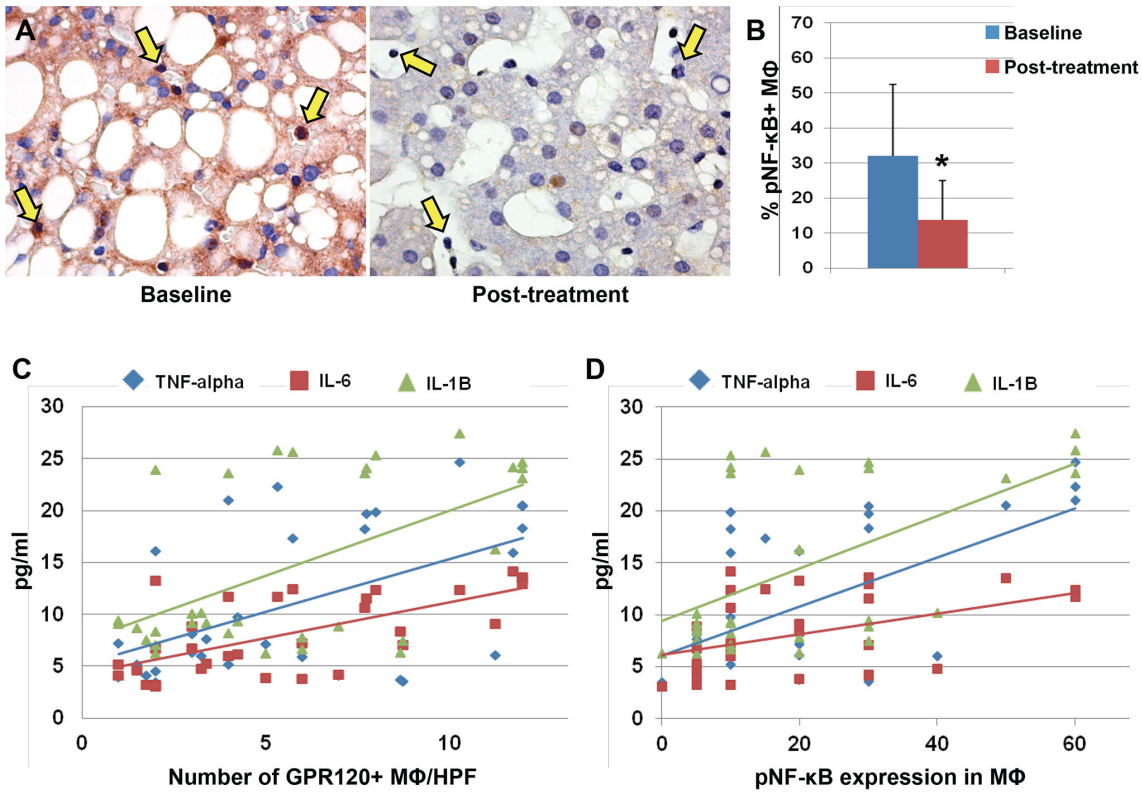 A
Baseline
Post-treatment
B
% pNF-κB+ MΦ
70
60
50
40
30
20
10
0
*
Baseline
Post-treatment
C
TNF-alpha
IL-6
IL-1B
pg/ml
30
25
20
15
10
5
0
0
5
10
Number of GPR120+ MΦ/HPF
D
TNF-alpha
IL-6
IL-1B
pg/ml
30
25
20
15
10
5
0
0
20
40
60
pNF-κB expression in MΦ